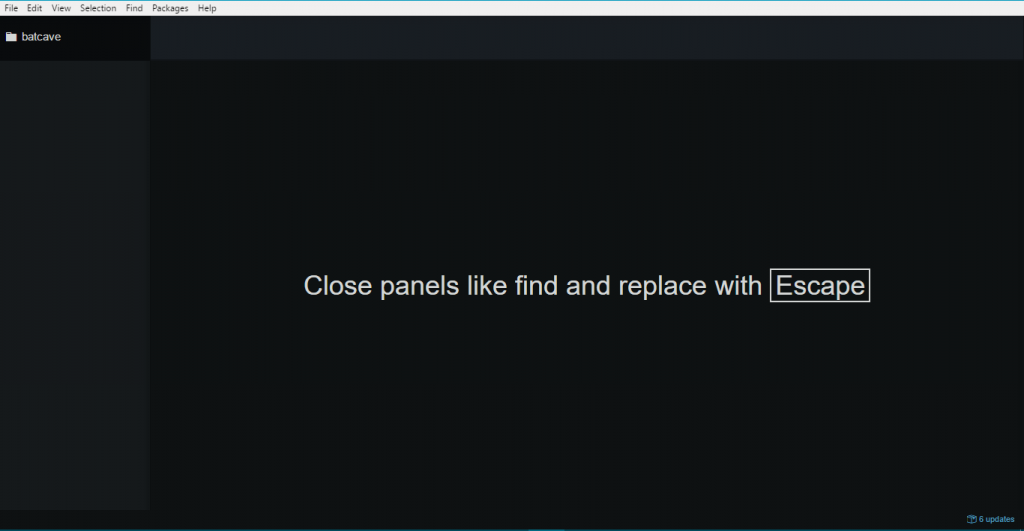 File Edit View Selection Find Packages Help
batcave
Close panels like find and replace with Escape
6 updates